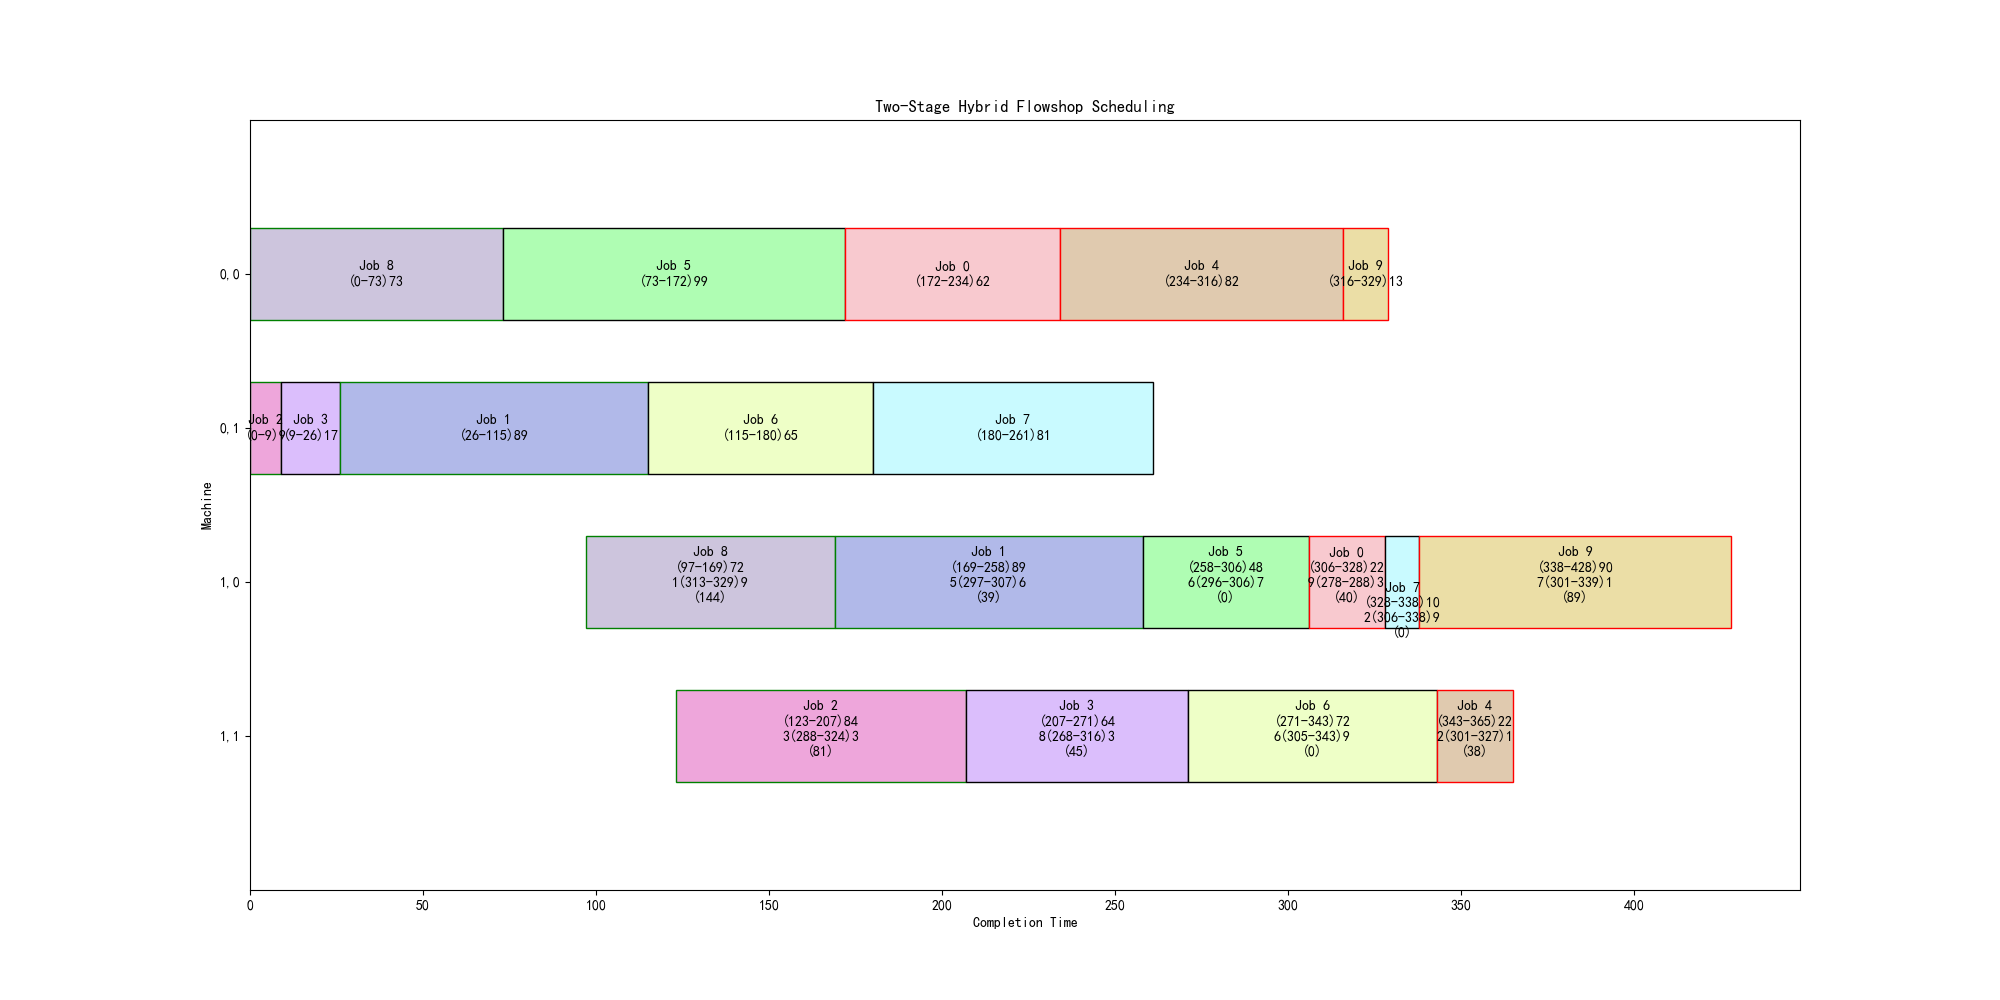 Two-Stage Hybrid Flowshop Scheduling
0,0
Job 8
(0-73)73
Job 5
(73-172)99
Job 0
(172-234)62
Job 4
(234-316)82
Job 9
(316-329)13
0,1
Job 2
(0-9)9
Job 3
(9-26)17
Job 1
(26-115)89
Job 6
(115-180)65
Job 7
(180-261)81
Machine
1,0
Job 8
(97-169)72
1(313-329)9
(144)
Job 1
(169-258)89
5(297-307)6
(39)
Job 5
(258-306)48
6(296-306)7
(0)
Job 0
(306-328)22
9(278-288)3
(40)
Job 7
(328-338)10
2(306-338)9
(0)
Job 9
(338-428)90
7(301-339)1
(89)
1,1
Job 2
(123-207)84
3(288-324)3
(81)
Job 3
(207-271)64
8(268-316)3
(45)
Job 6
(271-343)72
6(305-343)9
(0)
Job 4
(343-365)22
2(301-327)1
(38)
0
50
100
150
200
250
300
350
400
Completion Time